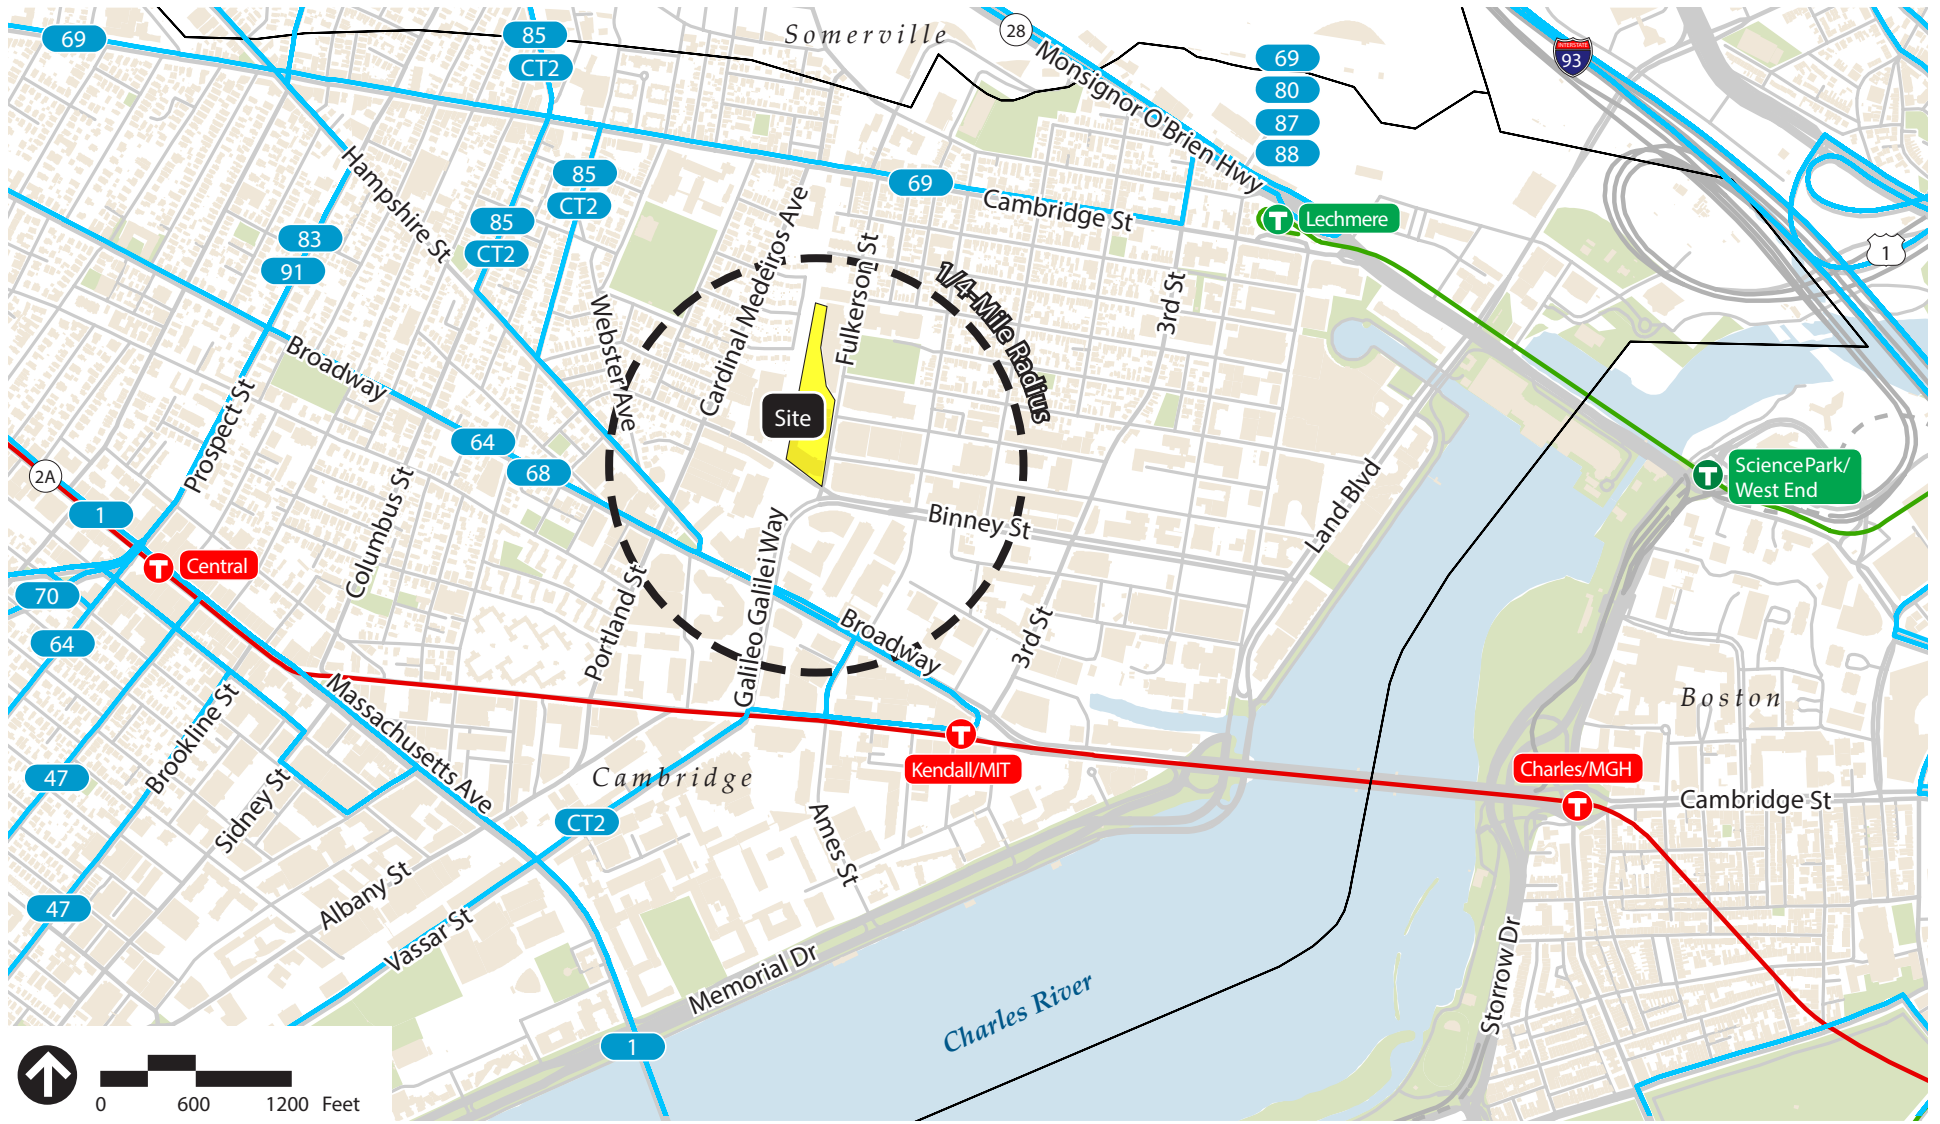 Somerville
28
69
85
CT2
INTERSTATE
93
Monsignor O'Brien Hwy
69
80
87
88
Hampshire St
85
CT2
69
Cambridge St
Cardinal Medeiros Ave
85
CT2
83
91
T
Lechmere
1
Fulkerson St
1/4-Mile Radius
3rd St
Webster Ave
Broadway
Prospect St
Site
64
68
2A
1
T
Science Park/
West End
Land Blvd
Binney St
Columbus St
T
Central
70
64
Galileo Galilei Way
Portland St
Broadway
3rd St
Brookline St
Massachusetts Ave
Boston
T
Kendall/MIT
Charles/MGH
T
Cambridge St
47
Cambridge
Sidney St
CT2
Ames St
Albany St
47
Vassar St
Memorial Dr
Storrow Dr
Charles River
1
0 600 1200 Feet